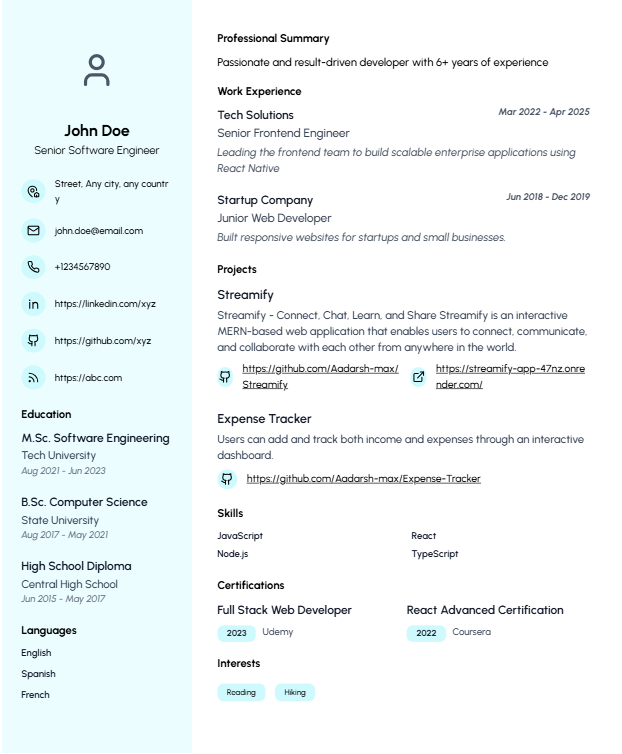 John Doe
Senior Software Engineer
Street, Any city, any countr
y
john.doe@email.com
+1234567890
https://linkedin.com/xyz
https://github.com/xyz
https://abc.com
Education
M.Sc. Software Engineering
Tech University
Aug 2021 - Jun 2023
B.Sc. Computer Science
State University
Aug 2017 - May 2021
High School Diploma
Central High School
Jun 2015 - May 2017
Languages
English
Spanish
French
Professional Summary
Passionate and result-driven developer with 6+ years of experience
Work Experience
Tech Solutions Mar 2022 - Apr 2025
Senior Frontend Engineer
Leading the frontend team to build scalable enterprise applications using
React Native
Startup Company Jun 2018 - Dec 2019
Junior Web Developer
Built responsive websites for startups and small businesses.
Projects
Streamify
Streamify - Connect, Chat, Learn, and Share Streamify is an interactive
MERN-based web application that enables users to connect, communicate,
and collaborate with each other from anywhere in the world.
https://github.com/Aadarsh-max/
Streamify
https://streamify-app-47nz.onre
nder.com/
Expense Tracker
Users can add and track both income and expenses through an interactive
dashboard.
https://github.com/Aadarsh-max/Expense-Tracker
Skills
JavaScript React
Node.js TypeScript
Certifications
Full Stack Web Developer React Advanced Certification
2023 Udemy 2022 Coursera
Interests
Reading Hiking